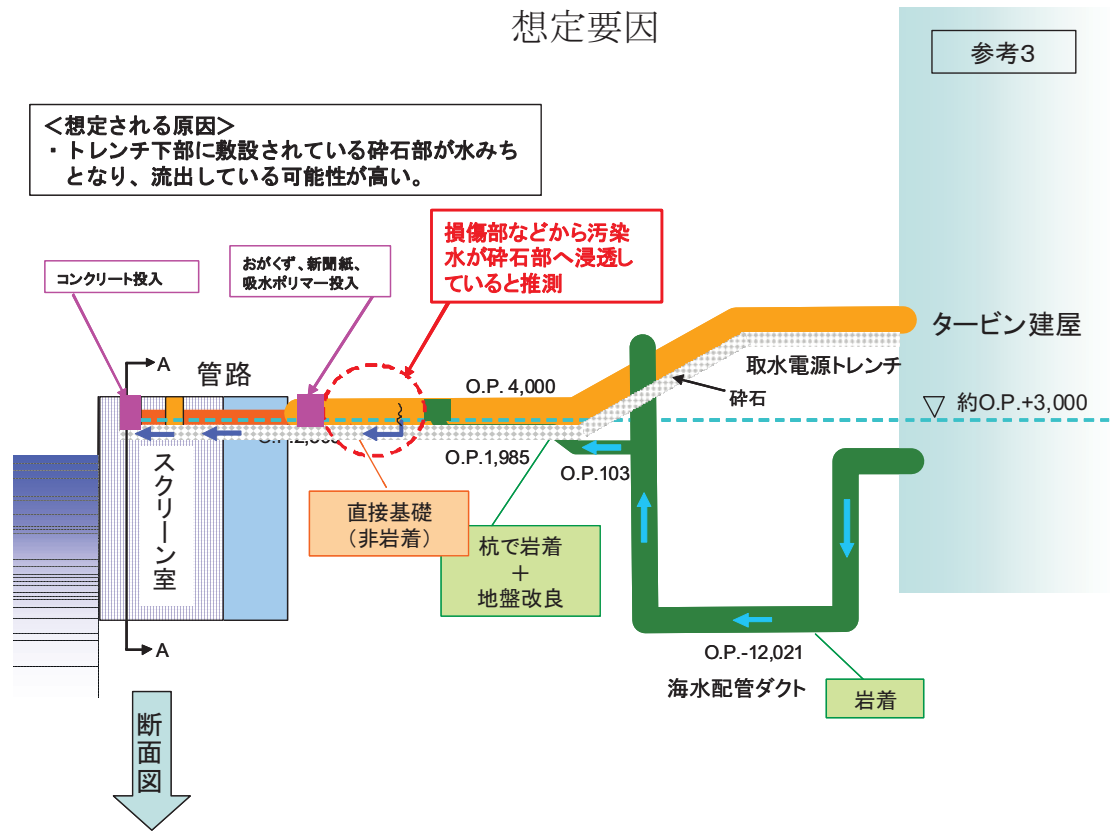 想定要因
参考3
＜想定される原因＞
・トレンチ下部に敷設されている砕石部が水みち
となり、流出している可能性が高い。
損傷部などから汚染
水が砕石部へ浸透し
ていると推測
コンクリート投入
おがくず、新聞紙、
吸水ポリマー投入
タービン建屋
取水電源トレンチ
砕石
▽ 約O.P.+3,000
A
管路
O.P. 4,000
O.P.1,985
O.P.103
スクリーン室
直接基礎
（非岩着）
杭で岩着
＋
地盤改良
A
O.P.-12,021
海水配管ダクト
岩着
断面図